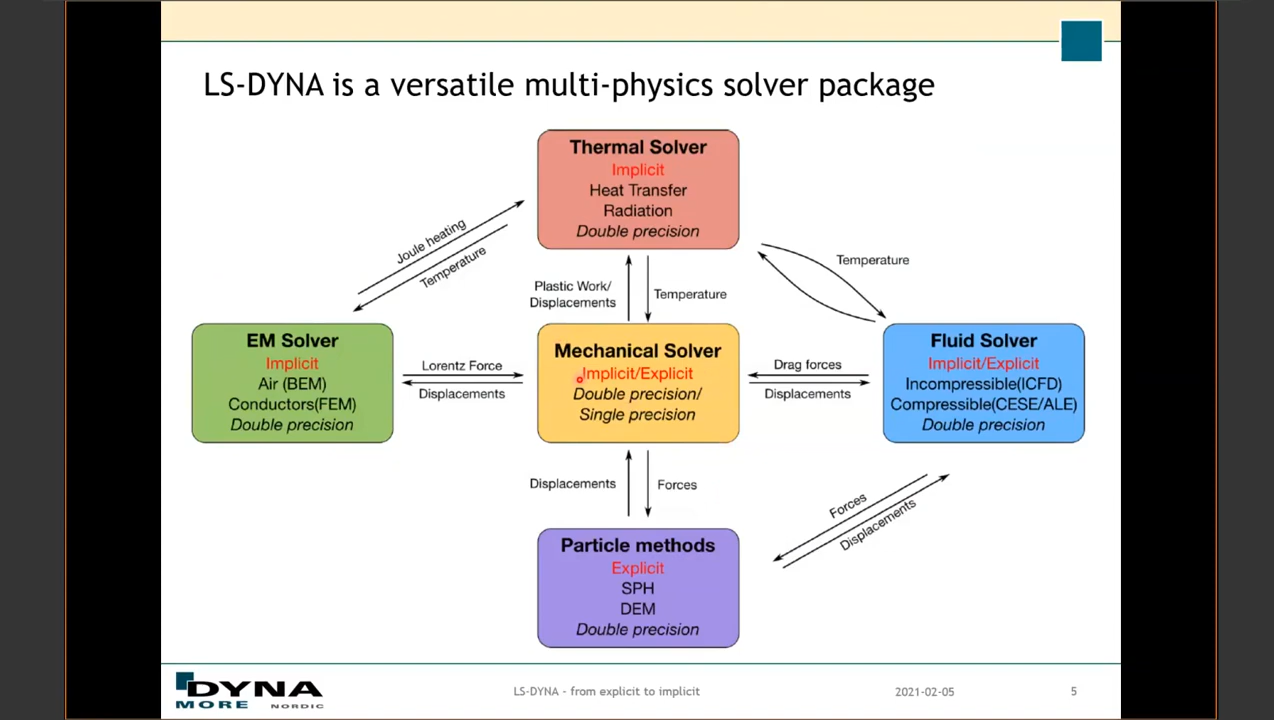 LS-DYNA is a versatile multi-physics solver package
Thermal Solver
Implicit
Heat Transfer
Radiation
Double precision
Joule heating
Temperature
Plastic Work/
Displacements
Temperature
Temperature
EM Solver
Implicit
Air (BEM)
Conductors(FEM)
Double precision
Lorentz Force
Displacements
Mechanical Solver
Implicit/Explicit
Double precision/
Single precision
Drag forces
Displacements
Fluid Solver
Implicit/Explicit
Incompressible(ICFD)
Compressible(CESE/ALE)
Double precision
Displacements
Forces
Forces
Displacements
Particle methods
Explicit
SPH
DEM
Double precision
DYNA
MORE NORDIC
LS-DYNA - from explicit to implicit
2021-02-05
5